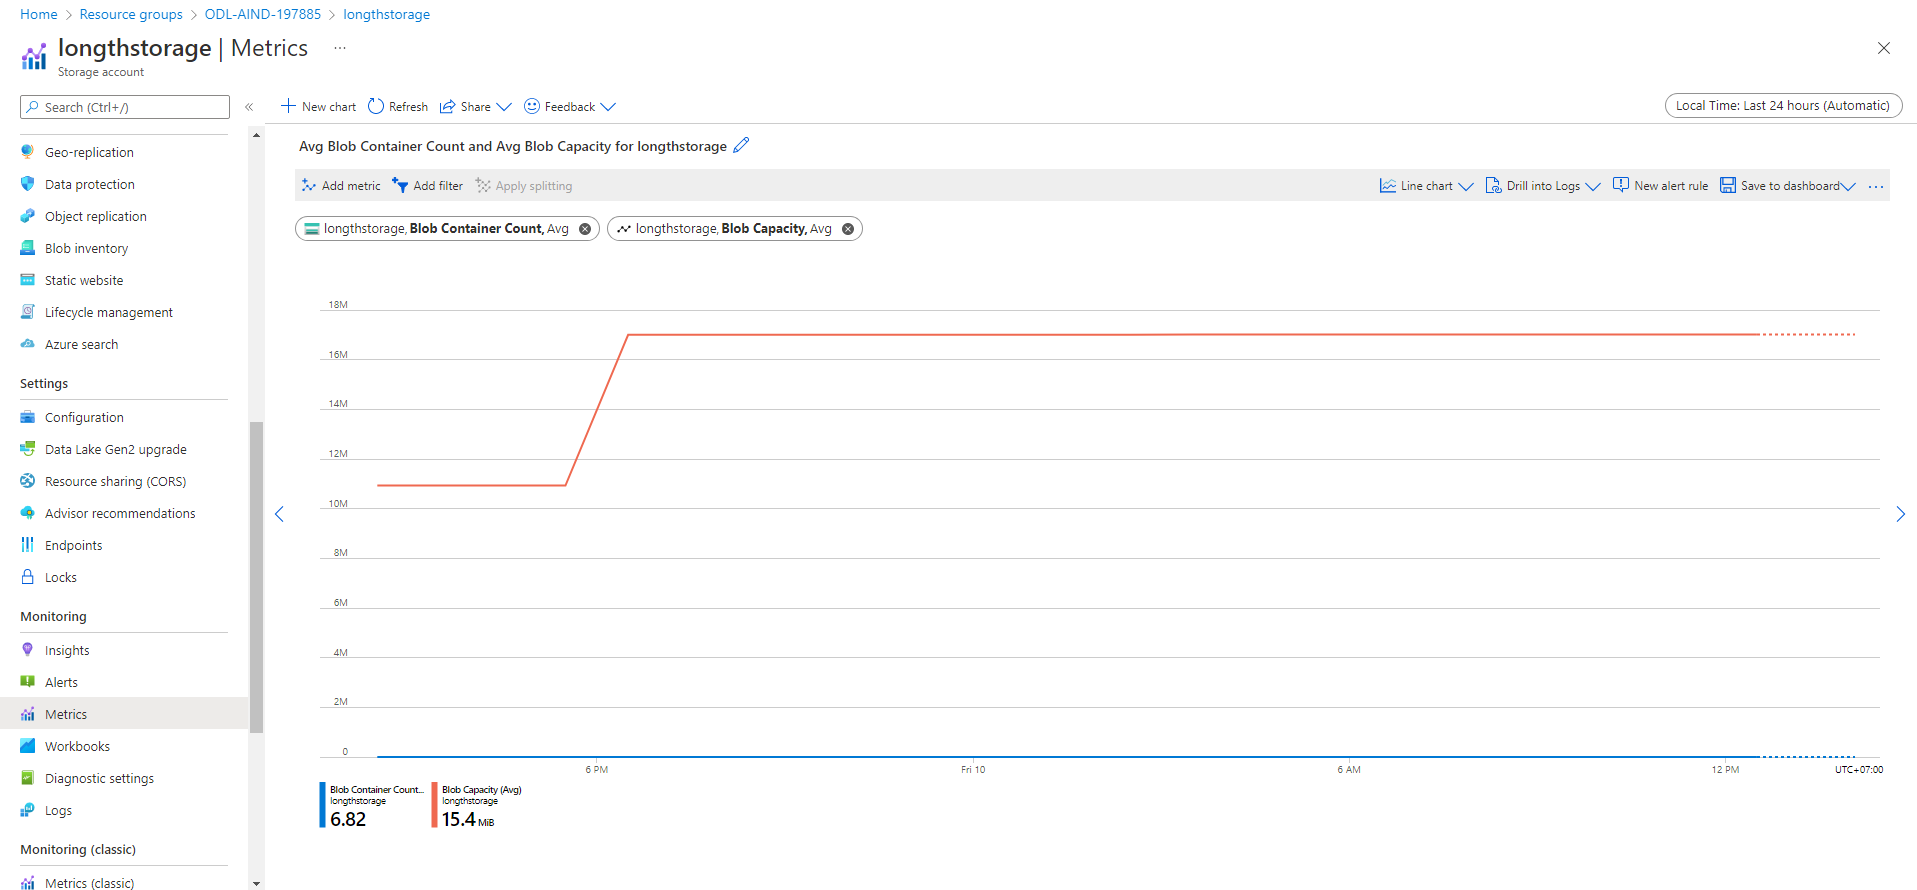 Home > Resource groups > ODL-AIND-197885 > longthstorage
longthstorage | Metrics ...
Storage account
Search (Ctrl+/)
«
Geo-replication
Data protection
Object replication
Blob inventory
Static website
Lifecycle management
Azure search
Settings
Configuration
Data Lake Gen2 upgrade
Resource sharing (CORS)
Advisor recommendations
Endpoints
Locks
Monitoring
Insights
Alerts
Metrics
Workbooks
Diagnostic settings
Logs
Monitoring (classic)
Metrics (classic)
New chart Refresh Share Feedback
Local Time: Last 24 hours (Automatic)
Avg Blob Container Count and Avg Blob Capacity for longthstorage
Add metric Add filter Apply splitting
Line chart Drill into Logs New alert rule Save to dashboard ...
longthstorage, Blob Container Count, Avg
longthstorage, Blob Capacity, Avg
18M
16M
14M
12M
10M
8M
6M
4M
2M
0
6 PM Fri 10 6 AM 12 PM UTC+07:00
Blob Container Count...
longthstorage
6.82
Blob Capacity (Avg)
longthstorage
15.4 MiB